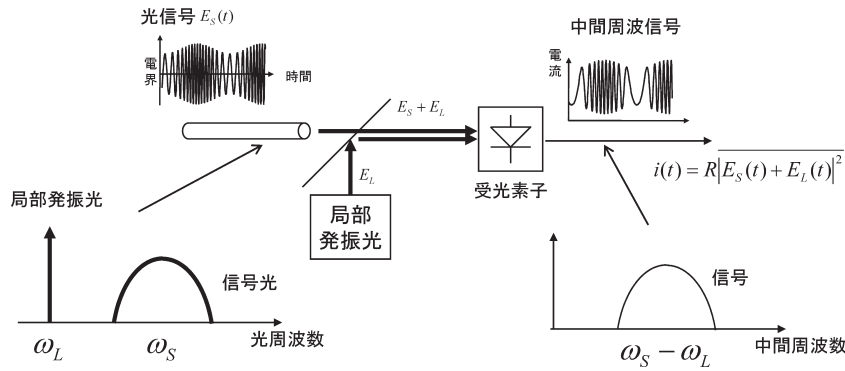 光信号 E_S(t)
電界
時間
E_S + E_L
E_L
局部
発振光
受光素子
中間周波信号
電流
i(t) = R|E_S(t) + E_L(t)|^2
局部発振光
信号光
光周波数
ω_L
ω_S
信号
中間周波数
ω_S − ω_L